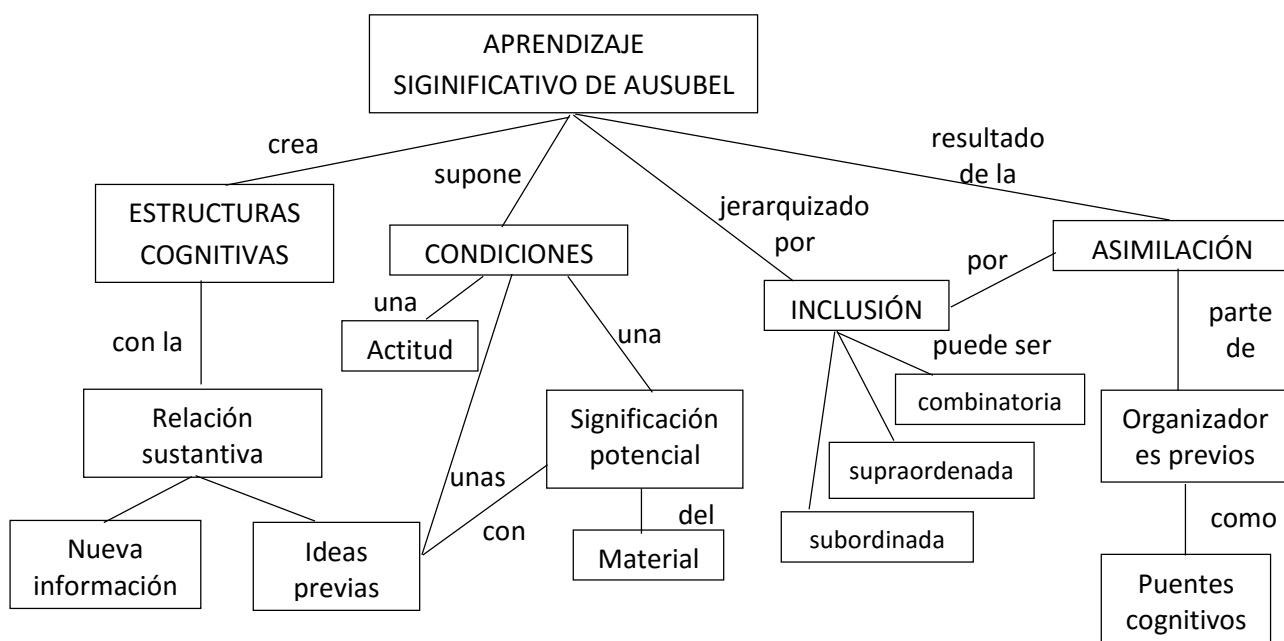 APRENDIZAJE
SIGINIFICATIVO DE AUSUBEL
crea
supone
jerarquizado
por
resultado
de la
ESTRUCTURAS
COGNITIVAS
CONDICIONES
INCLUSIÓN
por
ASIMILACIÓN
con la
una
Actitud
una
unas
puede ser
combinatoria
supraordenada
subordinada
parte
de
Relación
sustantiva
Significación
potencial
con
del
Material
Organizador
es previos
como
Nueva
información
Ideas
previas
Puentes
cognitivos